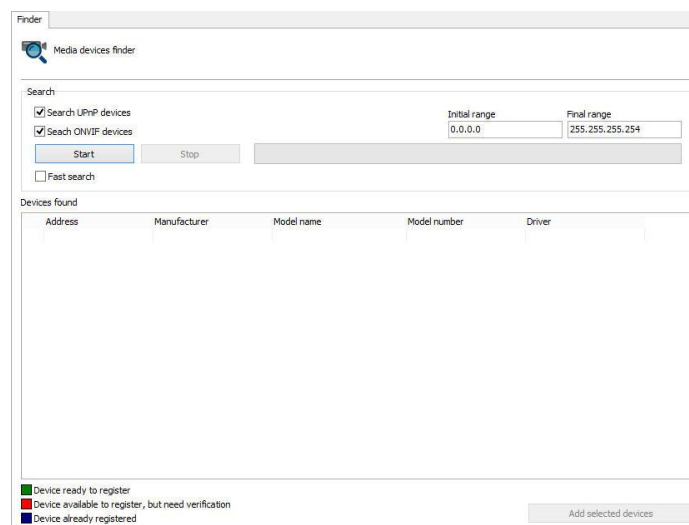 Finder
Media devices finder
Search
Search UPnP devices
Seach ONVIF devices
Initial range
Final range
0.0.0.0
255.255.255.254
Start
Stop
Fast search
Devices found
Address Manufacturer Model name Model number Driver
Device ready to register
Device available to register, but need verification
Device already registered
Add selected devices